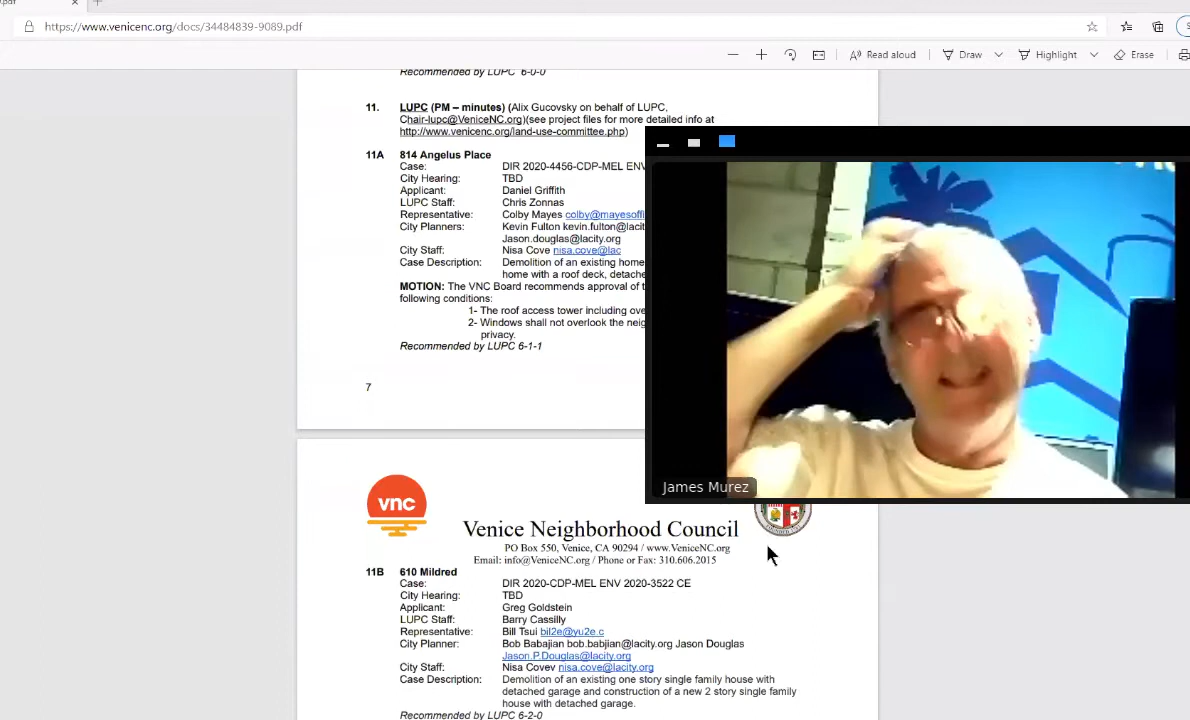 .pdf
https://www.venicenc.org/docs/34484839-9089.pdf
Read aloud
Draw
Highlight
Erase
Recommended by LUPC 6-0-0
11. LUPC (PM – minutes) (Alix Gucovsky on behalf of LUPC,
Chair-lupc@VeniceNC.org)(see project files for more detailed info at
http://www.venicenc.org/land-use-committee.php)
11A 814 Angelus Place
Case: DIR 2020-4456-CDP-MEL ENV
City Hearing: TBD
Applicant: Daniel Griffith
LUPC Staff: Chris Zonnas
Representative: Colby Mayes colby@mayesoffi
City Planners: Kevin Fulton kevin.fulton@lacit
Jason.douglas@lacity.org
City Staff: Nisa Cove nisa.cove@lac
Case Description: Demolition of an existing home
home with a roof deck, detache
MOTION: The VNC Board recommends approval of t
following conditions:
1- The roof access tower including ove
2- Windows shall not overlook the neig
privacy.
Recommended by LUPC 6-1-1
7
James Murez
vnc
Venice Neighborhood Council
PO Box 550, Venice, CA 90294 / www.VeniceNC.org
Email: info@VeniceNC.org / Phone or Fax: 310.606.2015
11B 610 Mildred
Case: DIR 2020-CDP-MEL ENV 2020-3522 CE
City Hearing: TBD
Applicant: Greg Goldstein
LUPC Staff: Barry Cassilly
Representative: Bill Tsui bil2e@yu2e.c
City Planner: Bob Babajian bob.babjian@lacity.org Jason Douglas
Jason.P.Douglas@lacity.org
City Staff: Nisa Covev nisa.cove@lacity.org
Case Description: Demolition of an existing one story single family house with
detached garage and construction of a new 2 story single family
house with detached garage.
Recommended by LUPC 6-2-0